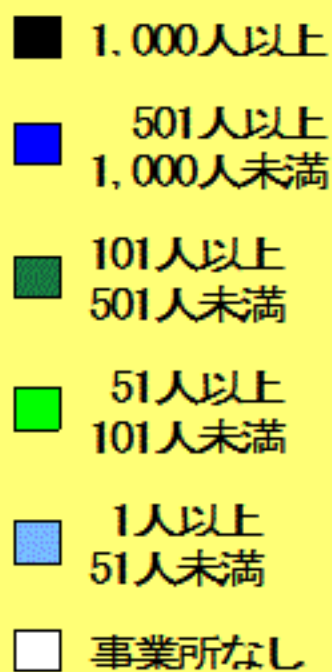 1,000人以上
501人以上
1,000人未満
101人以上
501人未満
51人以上
101人未満
1人以上
51人未満
事業所なし